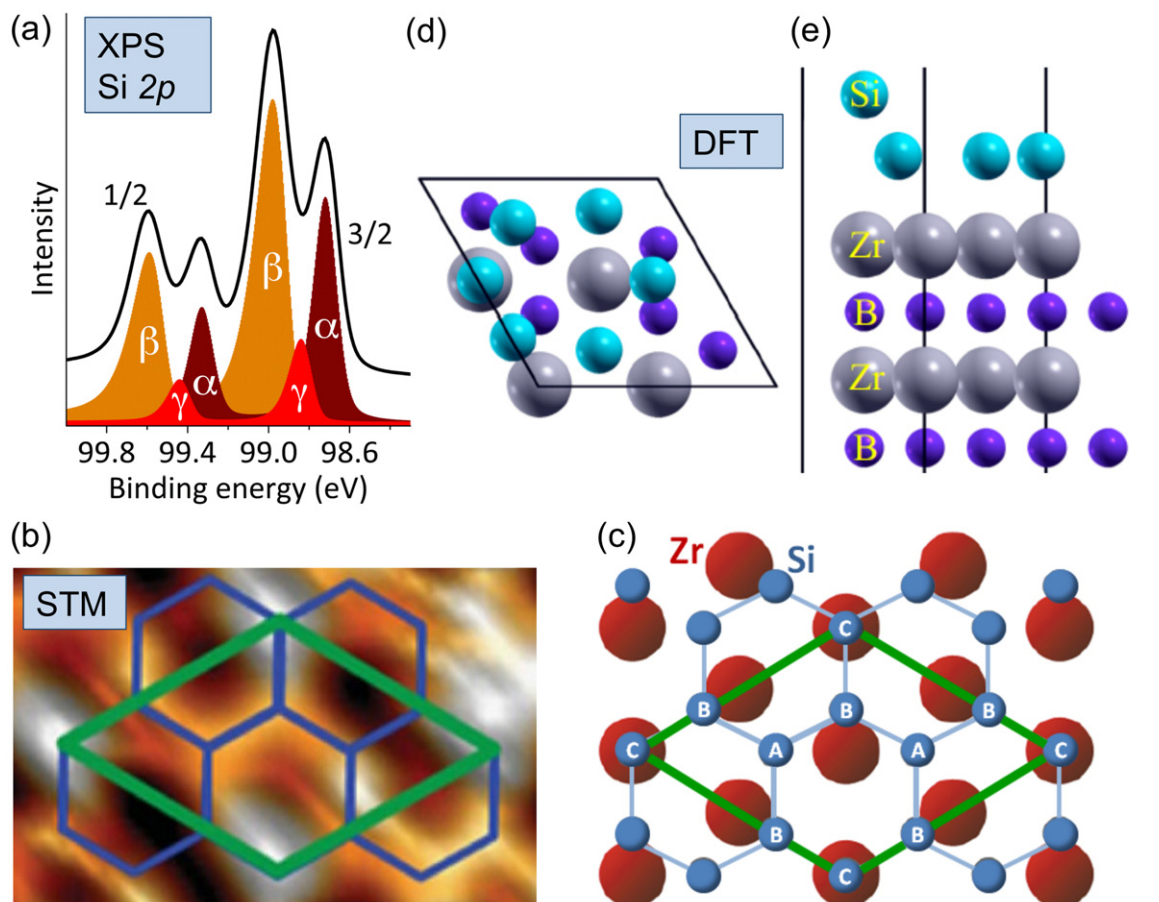 (a)
XPS
Si 2p
1/2
3/2
β
β
α
α
γ
γ
Intensity
99.8 99.4 99.0 98.6
Binding energy (eV)
(d)
DFT
(e)
Si
Zr
B
Zr
B
(b)
STM
(c)
Zr
Si
C
B B B
C A A C
B B
C